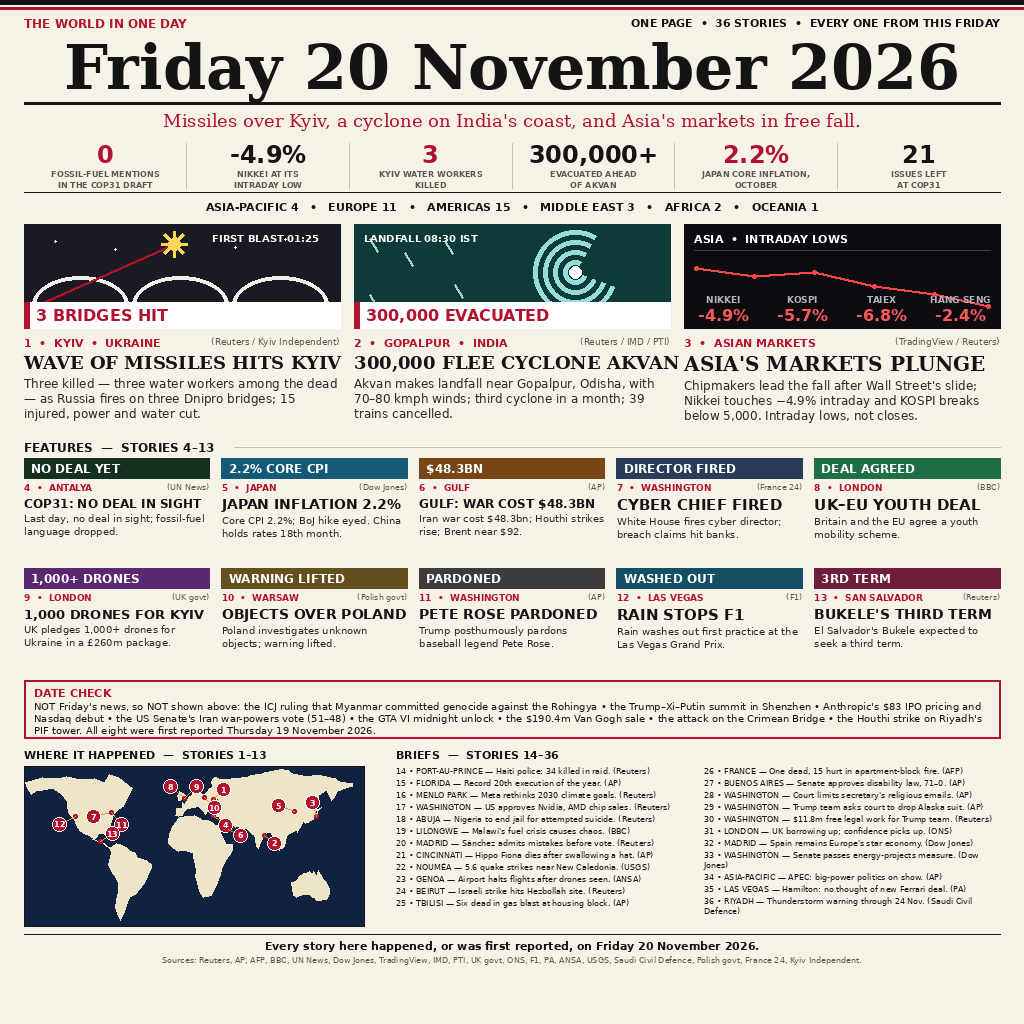 THE WORLD IN ONE DAY
ONE PAGE • 36 STORIES • EVERY ONE FROM THIS FRIDAY
Friday 20 November 2026
Missiles over Kyiv, a cyclone on India's coast, and Asia's markets in free fall.
0
FOSSIL-FUEL MENTIONS
IN THE COP31 DRAFT
-4.9%
NIKKEI AT ITS
INTRADAY LOW
3
KYIV WATER WORKERS
KILLED
300,000+
EVACUATED AHEAD
OF AKVAN
2.2%
JAPAN CORE INFLATION,
OCTOBER
21
ISSUES LEFT
AT COP31
ASIA-PACIFIC 4 • EUROPE 11 • AMERICAS 15 • MIDDLE EAST 3 • AFRICA 2 • OCEANIA 1
FIRST BLAST•01:25
3 BRIDGES HIT
1 • KYIV • UKRAINE
(Reuters / Kyiv Independent)
WAVE OF MISSILES HITS KYIV
Three killed — three water workers among the dead
— as Russia fires on three Dnipro bridges; 15
injured, power and water cut.
LANDFALL 08:30 IST
300,000 EVACUATED
2 • GOPALPUR • INDIA
(Reuters / IMD / PTI)
300,000 FLEE CYCLONE AKVAN
Akvan makes landfall near Gopalpur, Odisha, with
70–80 kmph winds; third cyclone in a month; 39
trains cancelled.
ASIA • INTRADAY LOWS
NIKKEI
-4.9%
KOSPI
-5.7%
TAIEX
-6.8%
HANG SENG
-2.4%
3 • ASIAN MARKETS
(TradingView / Reuters)
ASIA'S MARKETS PLUNGE
Chipmakers lead the fall after Wall Street's slide;
Nikkei touches −4.9% intraday and KOSPI breaks
below 5,000. Intraday lows, not closes.
FEATURES — STORIES 4–13
NO DEAL YET
4 • ANTALYA
(UN News)
COP31: NO DEAL IN SIGHT
Last day, no deal in sight; fossil-fuel
language dropped.
2.2% CORE CPI
5 • JAPAN
(Dow Jones)
JAPAN INFLATION 2.2%
Core CPI 2.2%; BoJ hike eyed. China
holds rates 18th month.
$48.3BN
6 • GULF
(AP)
GULF: WAR COST $48.3BN
Iran war cost $48.3bn; Houthi strikes
rise; Brent near $92.
DIRECTOR FIRED
7 • WASHINGTON
(France 24)
CYBER CHIEF FIRED
White House fires cyber director;
breach claims hit banks.
DEAL AGREED
8 • LONDON
(BBC)
UK–EU YOUTH DEAL
Britain and the EU agree a youth
mobility scheme.
1,000+ DRONES
9 • LONDON
(UK govt)
1,000 DRONES FOR KYIV
UK pledges 1,000+ drones for
Ukraine in a £260m package.
WARNING LIFTED
10 • WARSAW
(Polish govt)
OBJECTS OVER POLAND
Poland investigates unknown
objects; warning lifted.
PARDONED
11 • WASHINGTON
(AP)
PETE ROSE PARDONED
Trump posthumously pardons
baseball legend Pete Rose.
WASHED OUT
12 • LAS VEGAS
(F1)
RAIN STOPS F1
Rain washes out first practice at the
Las Vegas Grand Prix.
3RD TERM
13 • SAN SALVADOR
(Reuters)
BUKELE'S THIRD TERM
El Salvador's Bukele expected to
seek a third term.
DATE CHECK
NOT Friday's news, so NOT shown above: the ICJ ruling that Myanmar committed genocide against the Rohingya • the Trump–Xi–Putin summit in Shenzhen • Anthropic's $83 IPO pricing and
Nasdaq debut • the US Senate's Iran war-powers vote (51–48) • the GTA VI midnight unlock • the $190.4m Van Gogh sale • the attack on the Crimean Bridge • the Houthi strike on Riyadh's
PIF tower. All eight were first reported Thursday 19 November 2026.
WHERE IT HAPPENED — STORIES 1–13
8
9
1
10
5
3
12
7
11
13
4
6
2
BRIEFS — STORIES 14–36
14 • PORT-AU-PRINCE — Haiti police: 34 killed in raid. (Reuters)
15 • FLORIDA — Record 20th execution of the year. (AP)
16 • MENLO PARK — Meta rethinks 2030 climate goals. (Reuters)
17 • WASHINGTON — US approves Nvidia, AMD chip sales. (Reuters)
18 • ABUJA — Nigeria to end jail for attempted suicide. (Reuters)
19 • LILONGWE — Malawi's fuel crisis causes chaos. (BBC)
20 • MADRID — Sánchez admits mistakes before vote. (Reuters)
21 • CINCINNATI — Hippo Fiona dies after swallowing a hat. (AP)
22 • NOUMÉA — 5.6 quake strikes near New Caledonia. (USGS)
23 • GENOA — Airport halts flights after drones seen. (ANSA)
24 • BEIRUT — Israeli strike hits Hezbollah site. (Reuters)
25 • TBILISI — Six dead in gas blast at housing block. (AP)
26 • FRANCE — One dead, 15 hurt in apartment-block fire. (AFP)
27 • BUENOS AIRES — Senate approves disability law, 71–0. (AP)
28 • WASHINGTON — Court limits secretary's religious emails. (AP)
29 • WASHINGTON — Trump team asks court to drop Alaska suit. (AP)
30 • WASHINGTON — $11.8m free legal work for Trump team. (Reuters)
31 • LONDON — UK borrowing up; confidence picks up. (ONS)
32 • MADRID — Spain remains Europe's star economy. (Dow Jones)
33 • WASHINGTON — Senate passes energy-projects measure. (Dow
Jones)
34 • ASIA-PACIFIC — APEC: big-power politics on show. (AP)
35 • LAS VEGAS — Hamilton: no thought of new Ferrari deal. (PA)
36 • RIYADH — Thunderstorm warning through 24 Nov. (Saudi Civil
Defence)
Every story here happened, or was first reported, on Friday 20 November 2026.
Sources: Reuters, AP, AFP, BBC, UN News, Dow Jones, TradingView, IMD, PTI, UK govt, ONS, F1, PA, ANSA, USGS, Saudi Civil Defence, Polish govt, France 24, Kyiv Independent.